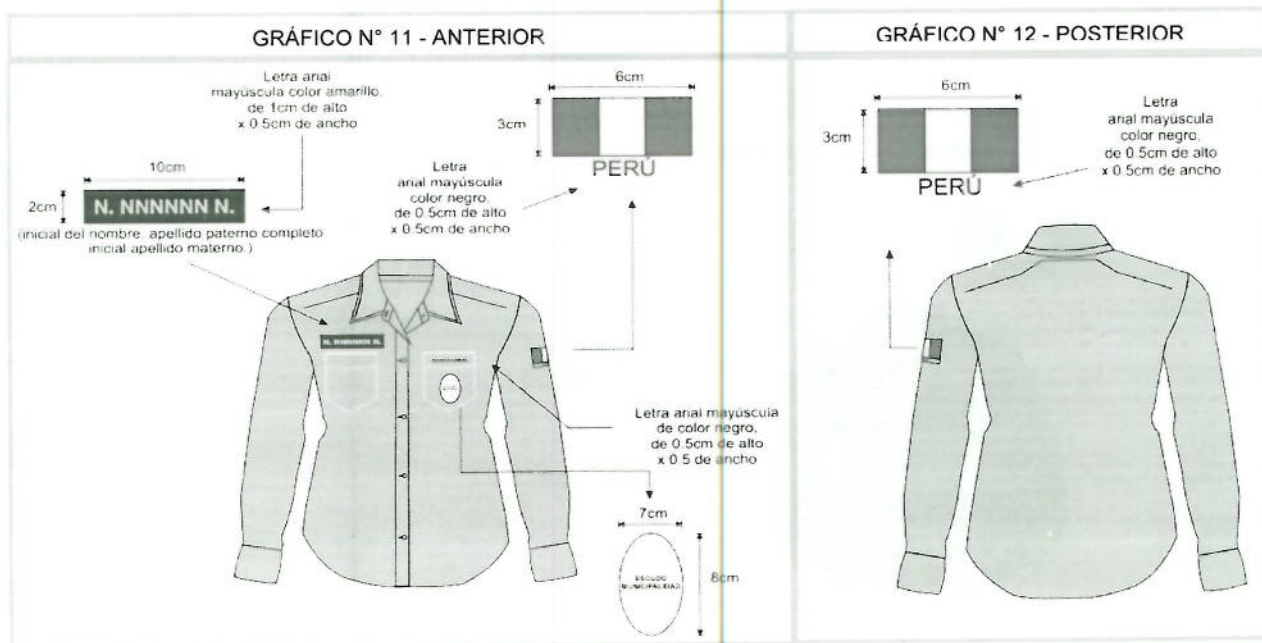 GRÁFICO N° 11 - ANTERIOR
Letra arial
mayúscula color amarillo,
de 1cm de alto
x 0.5cm de ancho
10cm
2cm
N. NNNNNN N.
(inicial del nombre, apellido paterno completo
inicial apellido materno.)
6cm
3cm
PERÚ
Letra
arial mayúscula
color negro,
de 0.5cm de alto
x 0.5cm de ancho
N. NNNNNN N.
Letra arial mayúscula
de color negro,
de 0.5cm de alto
x 0.5 de ancho
7cm
8cm
ESCUDO
MUNICIPALIDAD
GRÁFICO N° 12 - POSTERIOR
6cm
3cm
PERÚ
Letra
arial mayúscula
color negro,
de 0.5cm de alto
x 0.5cm de ancho